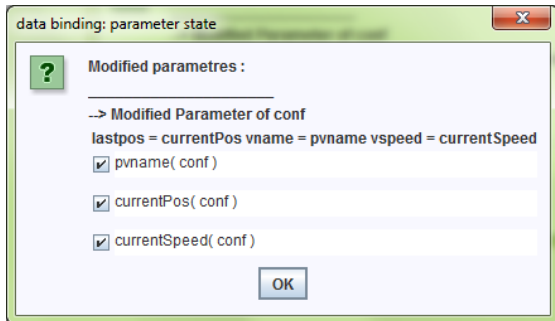 data binding: parameter state
Modified parametres :
--> Modified Parameter of conf
lastpos = currentPos vname = pvname vspeed = currentSpeed
pvname( conf )
currentPos( conf )
currentSpeed( conf )
OK